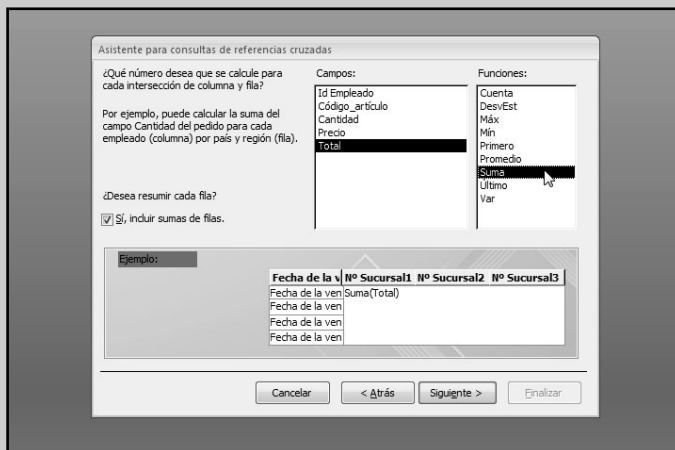 Asistente para consultas de referencias cruzadas
¿Qué número desea que se calcule para
cada intersección de columna y fila?
Por ejemplo, puede calcular la suma del
campo Cantidad del pedido para cada
empleado (columna) por país y región (fila).
¿Desea resumir cada fila?
Sí, incluir sumas de filas.
Campos:
Id Empleado
Código_artículo
Cantidad
Precio
Total
Funciones:
Cuenta
DesvEst
Máx
Mín
Primero
Promedio
Suma
Último
Var
Ejemplo:
Fecha de la v Nº Sucursal1 Nº Sucursal2 Nº Sucursal3
Fecha de la ven Suma(Total)
Fecha de la ven
Fecha de la ven
Fecha de la ven
Cancelar < Atrás Siguiente > Finalizar